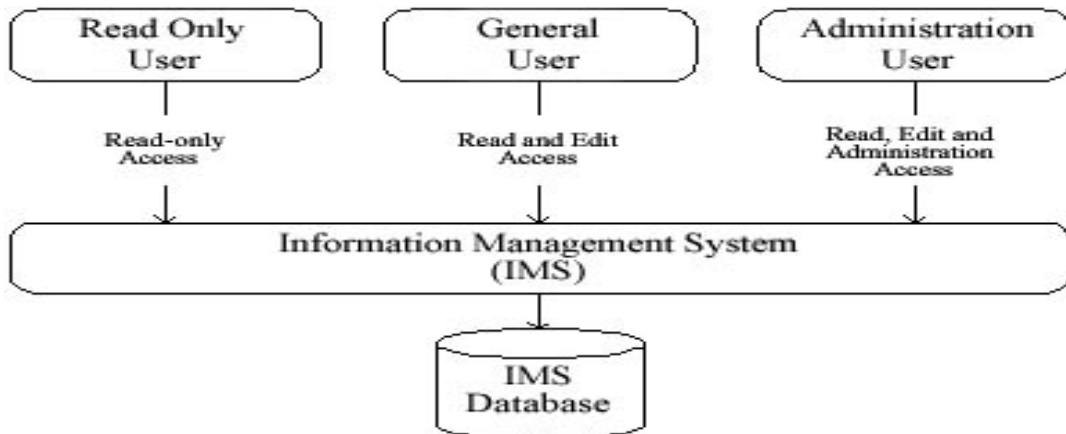 Read Only
User
General
User
Administration
User
Read-only
Access
Read and Edit
Access
Read, Edit and
Administration
Access
Information Management System
(IMS)
IMS
Database